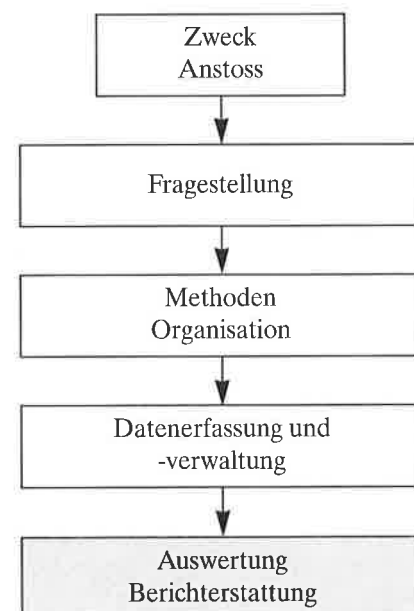 Zweck
Anstoss
Fragestellung
Methoden
Organisation
Datenerfassung und
-verwaltung
Auswertung
Berichterstattung